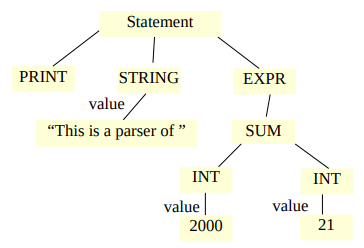 Statement
PRINT STRING EXPR
value
“This is a parser of ” SUM
INT INT
value value
2000 21